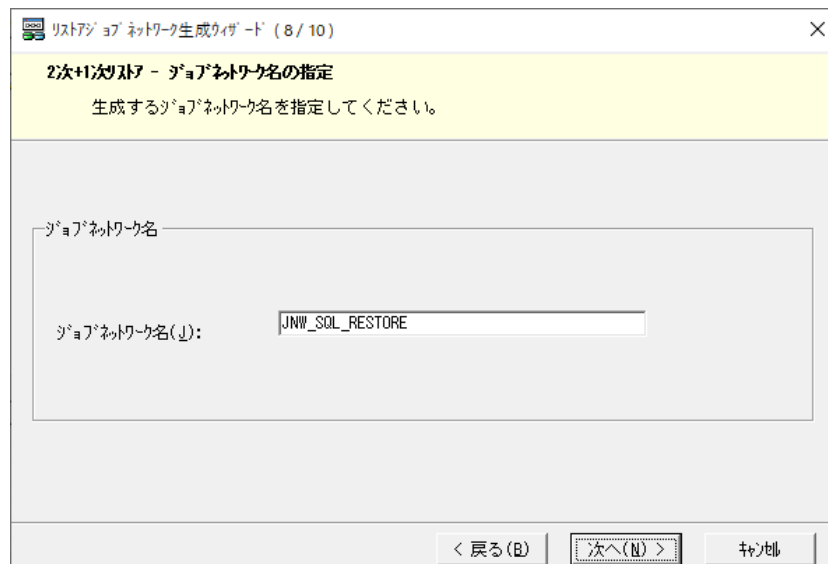 ﾘｽﾄｱｼﾞｮﾌﾞﾈｯﾄﾜｰｸ生成ｳｨｻﾞｰﾄﾞ ( 8 / 10 )
2次+1次ﾘｽﾄｱ - ｼﾞｮﾌﾞﾈｯﾄﾜｰｸ名の指定
生成するｼﾞｮﾌﾞﾈｯﾄﾜｰｸ名を指定してください。
ｼﾞｮﾌﾞﾈｯﾄﾜｰｸ名
ｼﾞｮﾌﾞﾈｯﾄﾜｰｸ名(J):
JNW_SQL_RESTORE
< 戻る(B)
次へ(N) >
ｷｬﾝｾﾙ